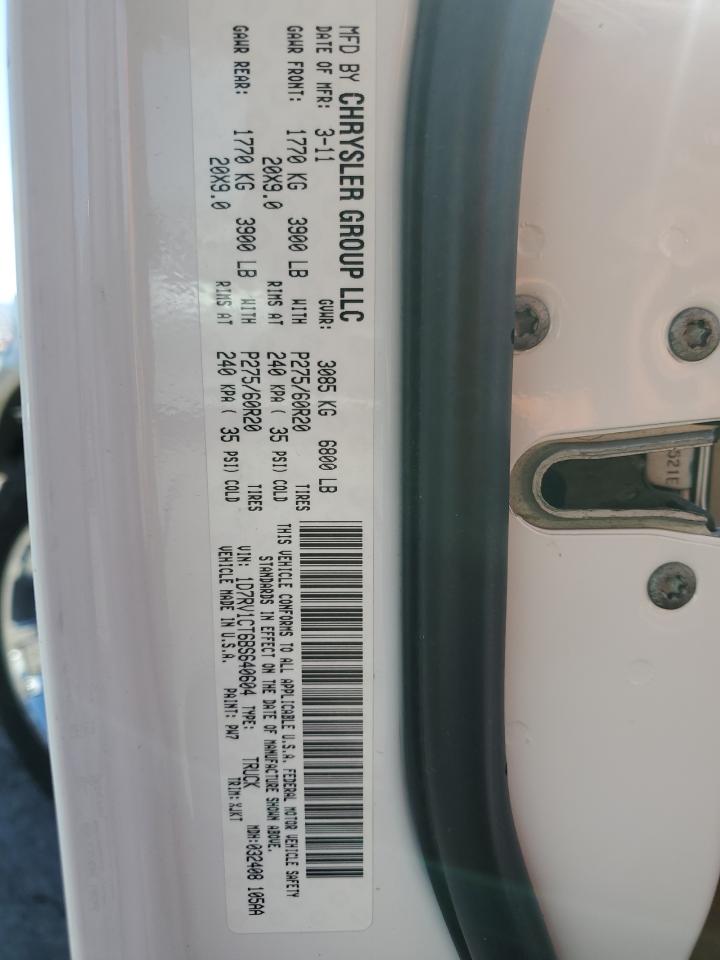 MFD BY CHRYSLER GROUP LLC
DATE OF MFR: 3-11 GVWR: 3085 KG 6800 LB
GAWR FRONT: 1770 KG 3900 LB WITH P275/60R20 TIRES
20X9.0 RIMS AT 240 KPA ( 35 PSI) COLD
GAWR REAR: 1770 KG 3900 LB WITH P275/60R20 TIRES
20X9.0 RIMS AT 240 KPA ( 35 PSI) COLD
THIS VEHICLE CONFORMS TO ALL APPLICABLE U.S.A. FEDERAL MOTOR VEHICLE SAFETY
STANDARDS IN EFFECT ON THE DATE OF MANUFACTURE SHOWN ABOVE.
VIN: 1D7RV1CT6BS640604 TYPE: TRUCK MDH:032408 105AA
VEHICLE MADE IN U.S.A. PAINT: PW7 TRIM: XJKT
521E